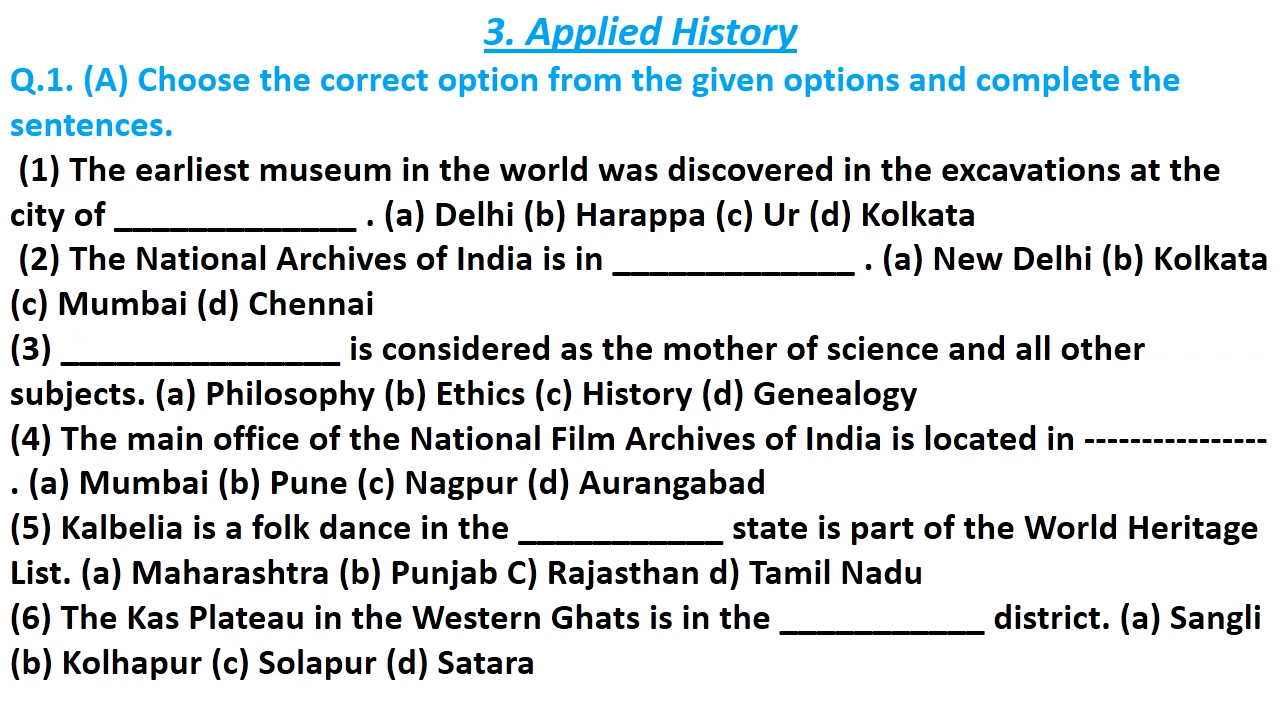 3. Applied History
Q.1. (A) Choose the correct option from the given options and complete the
sentences.
(1) The earliest museum in the world was discovered in the excavations at the
city of _____________ . (a) Delhi (b) Harappa (c) Ur (d) Kolkata
(2) The National Archives of India is in _____________ . (a) New Delhi (b) Kolkata
(c) Mumbai (d) Chennai
(3) _______________ is considered as the mother of science and all other
subjects. (a) Philosophy (b) Ethics (c) History (d) Genealogy
(4) The main office of the National Film Archives of India is located in ----------------
. (a) Mumbai (b) Pune (c) Nagpur (d) Aurangabad
(5) Kalbelia is a folk dance in the ___________ state is part of the World Heritage
List. (a) Maharashtra (b) Punjab C) Rajasthan d) Tamil Nadu
(6) The Kas Plateau in the Western Ghats is in the ___________ district. (a) Sangli
(b) Kolhapur (c) Solapur (d) Satara